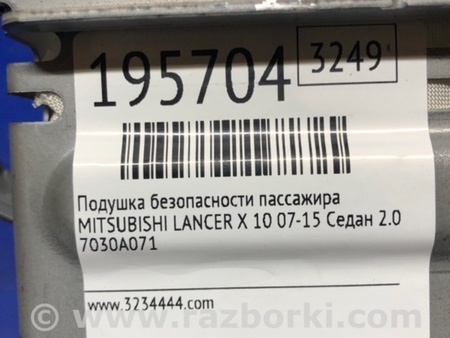 195704
3249
Подушка безопасности пассажира
MITSUBISHI LANCER X 10 07-15 Седан 2.0
7030A071
www.3234444.com
© www.razborki.com